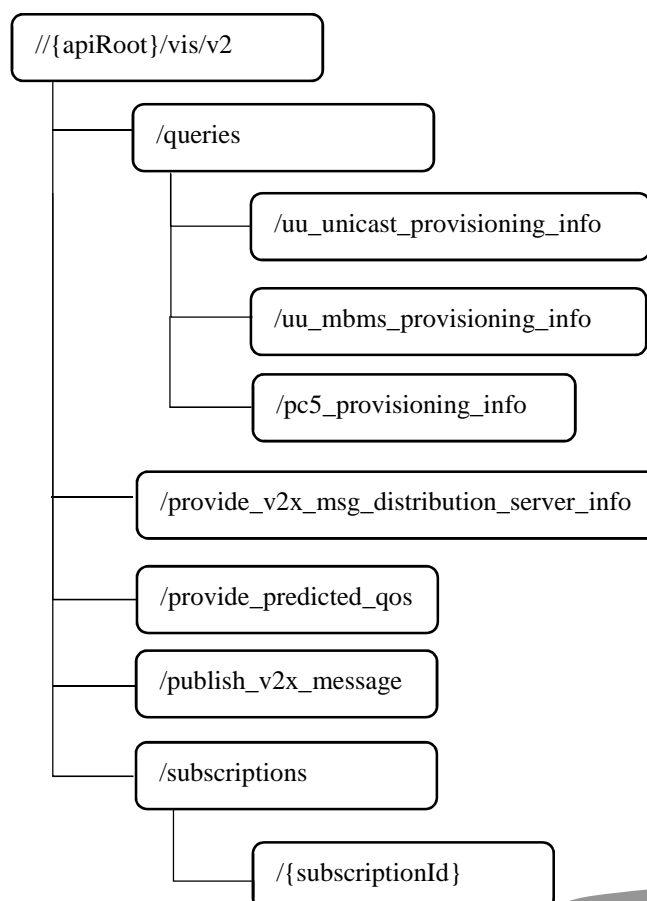 //{apiRoot}/vis/v2
/queries
/uu_unicast_provisioning_info
/uu_mbms_provisioning_info
/pc5_provisioning_info
/provide_v2x_msg_distribution_server_info
/provide_predicted_qos
/publish_v2x_message
/subscriptions
/{subscriptionId}